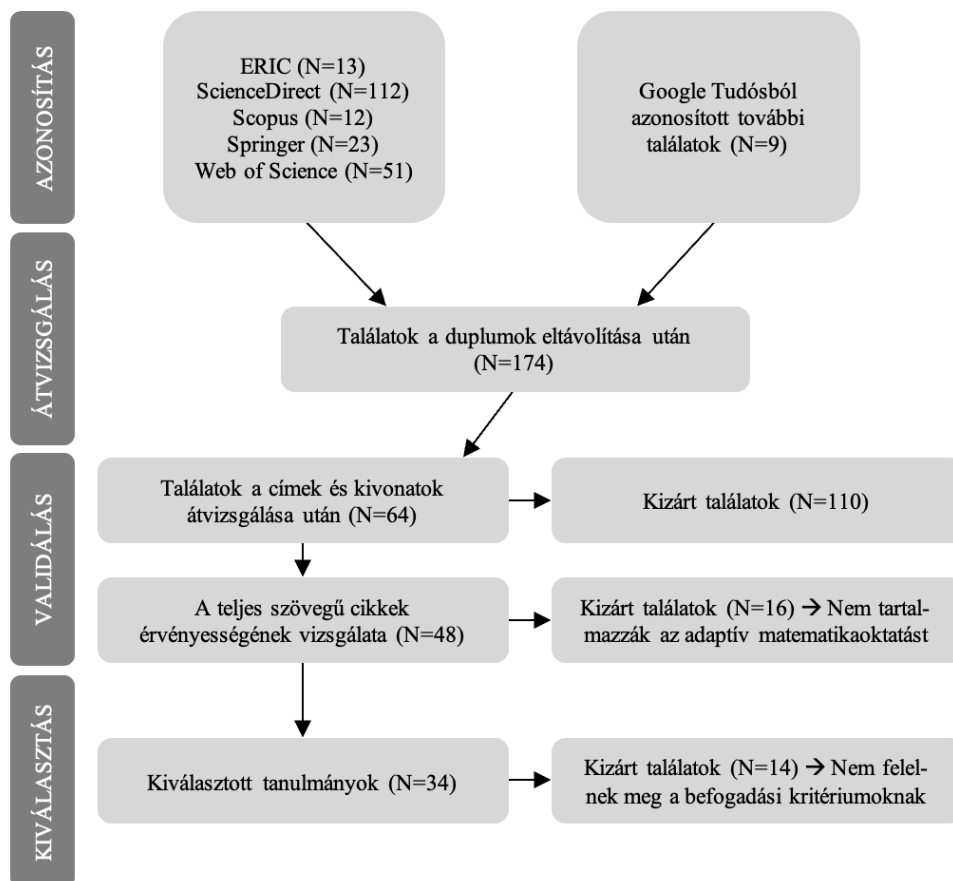 AZONOSÍTÁS
ERIC (N=13)
ScienceDirect (N=112)
Scopus (N=12)
Springer (N=23)
Web of Science (N=51)
Google Tudósból
azonosított további
találatok (N=9)
ÁTVIZSGÁLÁS
Találatok a duplumok eltávolítása után
(N=174)
VALIDÁLÁS
Találatok a címek és kivonatok
átvizsgálása után (N=64)
Kizárt találatok (N=110)
A teljes szövegű cikkek
érvényességének vizsgálata (N=48)
Kizárt találatok (N=16) → Nem tartal-
mazzák az adaptív matematikaoktatást
KIVÁLASZTÁS
Kiválasztott tanulmányok (N=34)
Kizárt találatok (N=14) → Nem felel-
nek meg a befogadási kritériumoknak